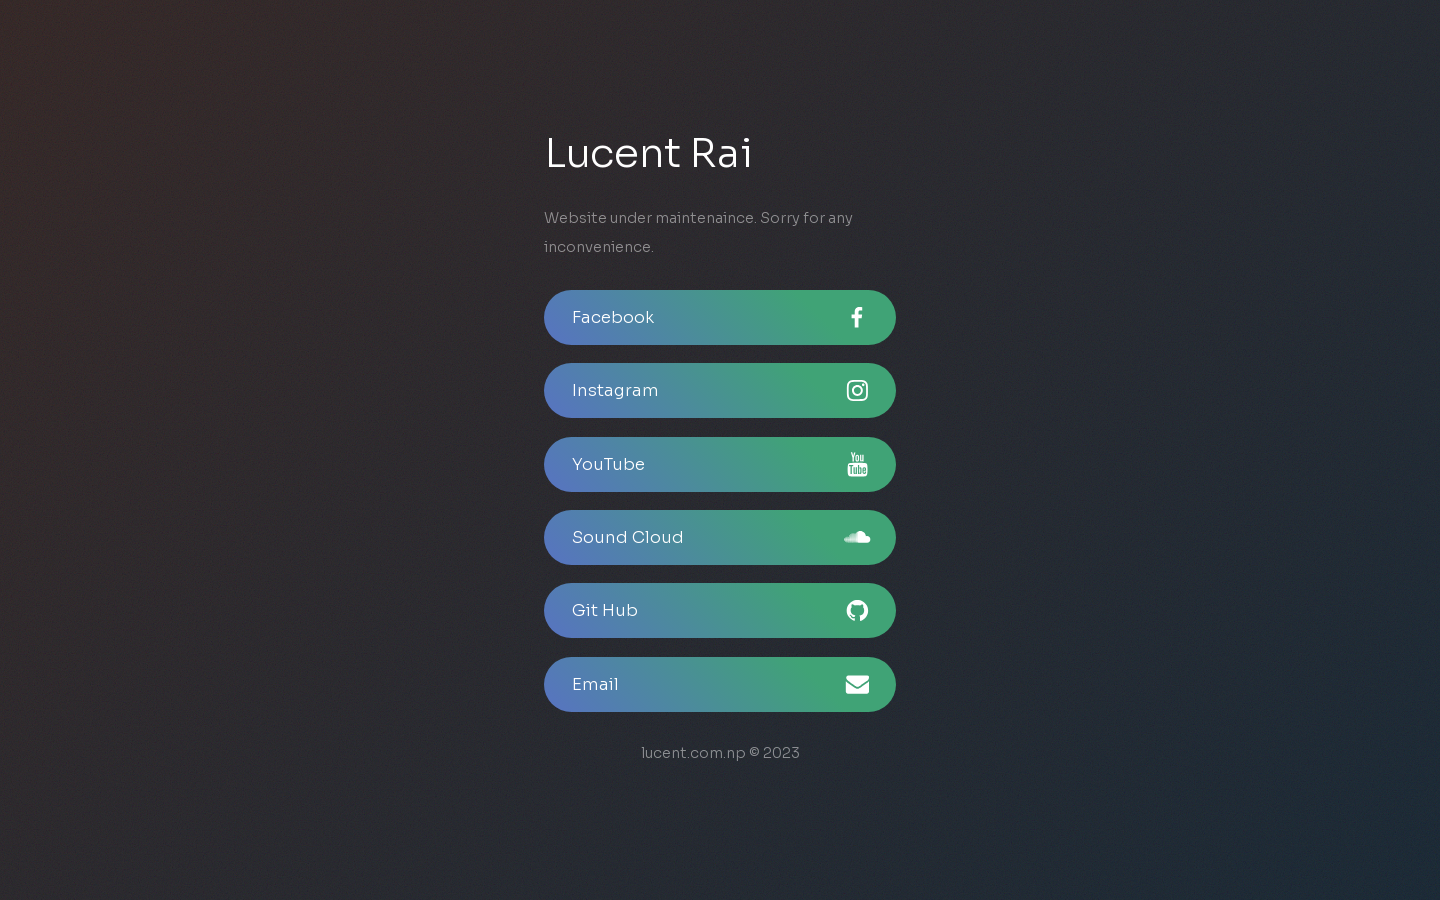 Lucent Rai
Website under maintenaince. Sorry for any
inconvenience.
Facebook
Instagram
YouTube
You
Tube
Sound Cloud
Git Hub
Email
lucent.com.np © 2023